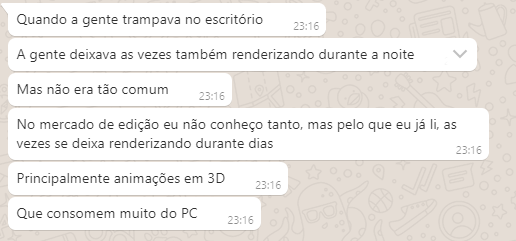 Quando a gente trampava no escritório
23:16
A gente deixava as vezes também renderizando durante a noite
Mas não era tão comum
23:16
No mercado de edição eu não conheço tanto, mas pelo que eu já li, as
vezes se deixa renderizando durante dias
23:16
Principalmente animações em 3D
23:16
Que consomem muito do PC
23:16